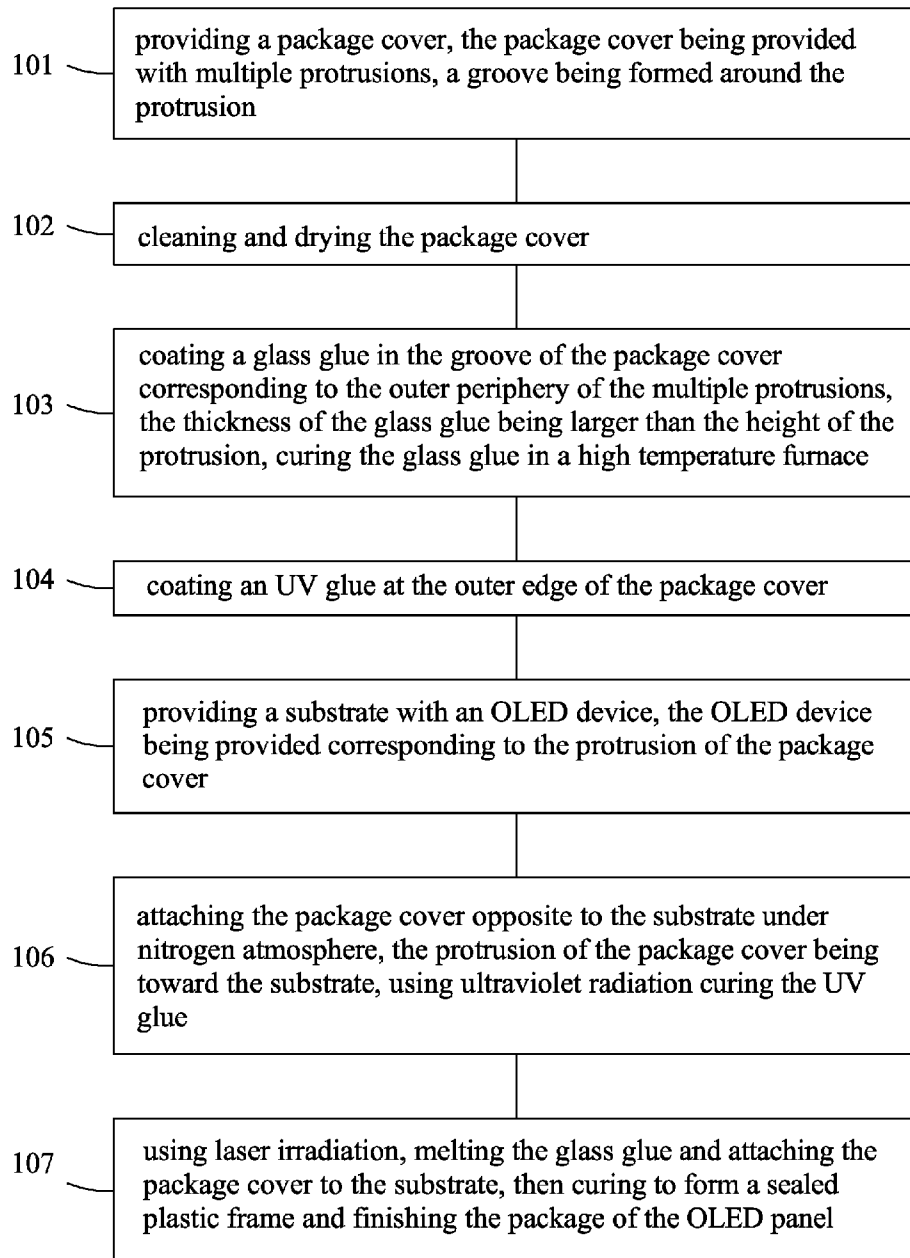 101
providing a package cover, the package cover being provided
with multiple protrusions, a groove being formed around the
protrusion
102
cleaning and drying the package cover
103
coating a glass glue in the groove of the package cover
corresponding to the outer periphery of the multiple protrusions,
the thickness of the glass glue being larger than the height of the
protrusion, curing the glass glue in a high temperature furnace
104
coating an UV glue at the outer edge of the package cover
105
providing a substrate with an OLED device, the OLED device
being provided corresponding to the protrusion of the package
cover
106
attaching the package cover opposite to the substrate under
nitrogen atmosphere, the protrusion of the package cover being
toward the substrate, using ultraviolet radiation curing the UV
glue
107
using laser irradiation, melting the glass glue and attaching the
package cover to the substrate, then curing to form a sealed
plastic frame and finishing the package of the OLED panel